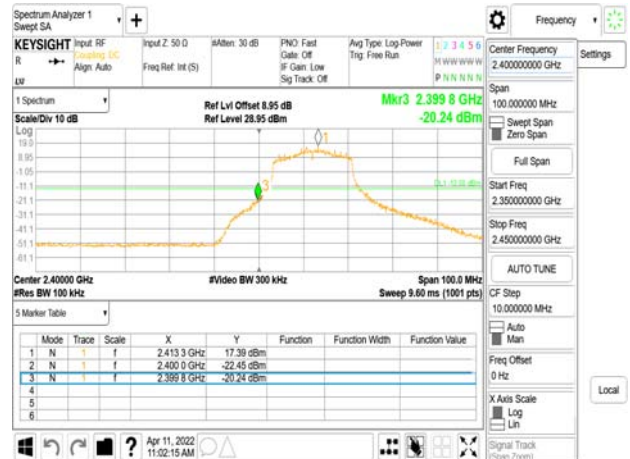 Spectrum Analyzer 1
Swept SA
Frequency
KEYSIGHT
R
Input: RF
Coupling: DC
Align: Auto
Input Z: 50 Ω
Freq Ref: Int (S)
#Atten: 30 dB
PNO: Fast
Gate: Off
IF Gain: Low
Sig Track: Off
Avg Type: Log-Power
Trig: Free Run
1 2 3 4 5 6
M W W W W W
P N N N N N
Center Frequency
2.400000000 GHz
Settings
Span
100.000000 MHz
Swept Span
Zero Span
Full Span
Start Freq
2.350000000 GHz
Stop Freq
2.450000000 GHz
AUTO TUNE
CF Step
10.000000 MHz
Auto
Man
Freq Offset
0 Hz
X Axis Scale
Log
Lin
Signal Track
(Span Zoom)
Local
1 Spectrum
Scale/Div 10 dB
Ref Lvl Offset 8.95 dB
Ref Level 28.95 dBm
Mkr3 2.399 8 GHz
-20.24 dBm
Log
19.0
8.95
-1.05
-11.1
-21.1
-31.1
-41.1
-51.1
-61.1
1
3
Center 2.40000 GHz
#Res BW 100 kHz
#Video BW 300 kHz
Span 100.0 MHz
Sweep 9.60 ms (1001 pts)
5 Marker Table
Mode Trace Scale X Y Function Function Width Function Value
1 N 1 f 2.413 3 GHz 17.39 dBm
2 N 1 f 2.400 0 GHz -22.45 dBm
3 N 1 f 2.399 8 GHz -20.24 dBm
4
5
6
?
Apr 11, 2022
11:02:15 AM